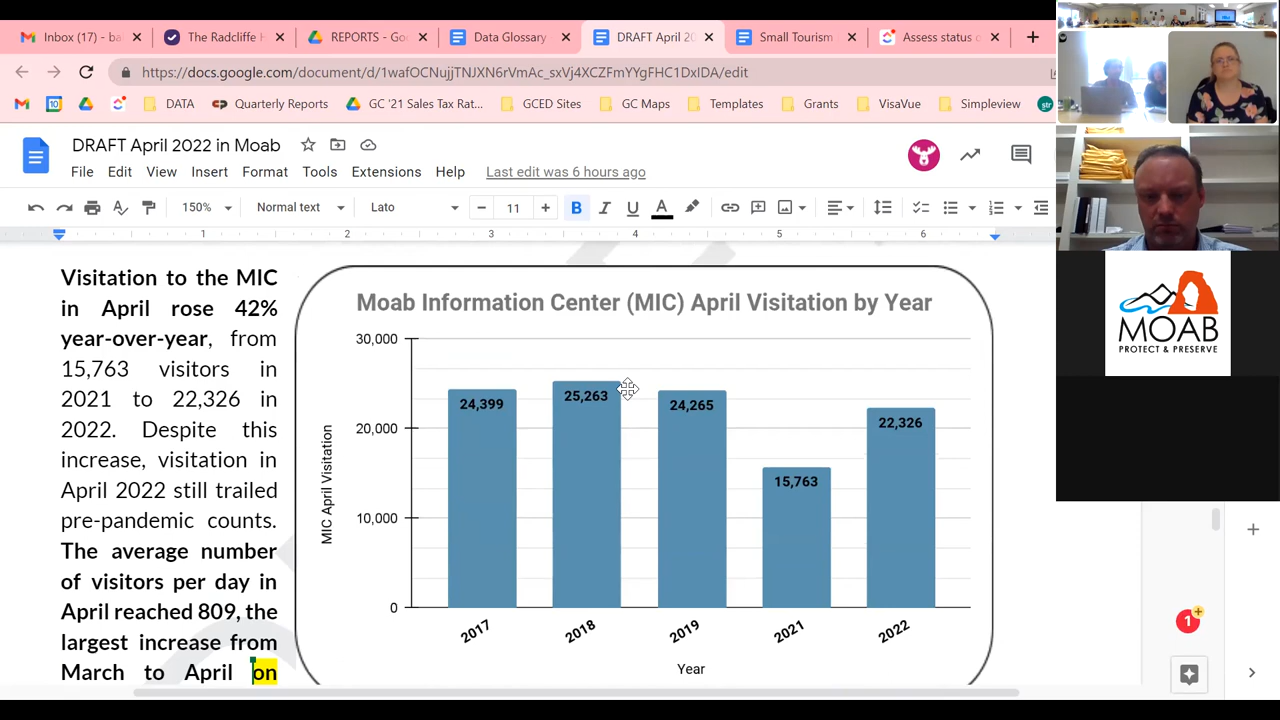 Inbox (17) - ba
The Radcliffe H
REPORTS - Go
Data Glossary
DRAFT April 20
Small Tourism
Assess status o
https://docs.google.com/document/d/1wafOCNujjTNJXN6rVmAc_sxVj4XCZFmYYgFHC1DxIDA/edit
DATA
Quarterly Reports
GC '21 Sales Tax Rat...
GCED Sites
GC Maps
Templates
Grants
VisaVue
Simpleview
str
DRAFT April 2022 in Moab
File Edit View Insert Format Tools Extensions Help Last edit was 6 hours ago
150% Normal text Lato 11 B I U A
1 2 3 4 5 6
Visitation to the MIC
in April rose 42%
year-over-year, from
15,763 visitors in
2021 to 22,326 in
2022. Despite this
increase, visitation in
April 2022 still trailed
pre-pandemic counts.
The average number
of visitors per day in
April reached 809, the
largest increase from
March to April on
Moab Information Center (MIC) April Visitation by Year
MIC April Visitation
30,000
20,000
10,000
0
24,399
25,263
24,265
15,763
22,326
2017
2018
2019
2021
2022
Year
MOAB
PROTECT & PRESERVE
1